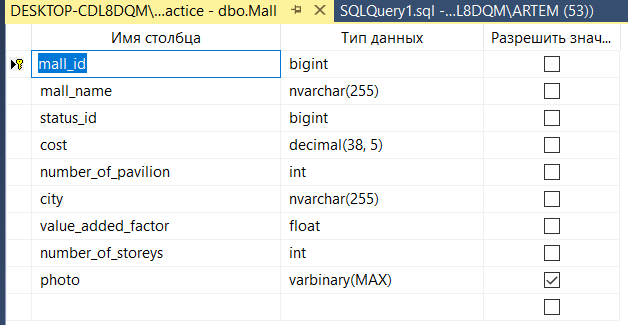 DESKTOP-CDL8DQM\...actice - dbo.Mall SQLQuery1.sql -...L8DQM\ARTEM (53))
Имя столбца Тип данных Разрешить знач...
mall_id bigint
mall_name nvarchar(255)
status_id bigint
cost decimal(38, 5)
number_of_pavilion int
city nvarchar(255)
value_added_factor float
number_of_storeys int
photo varbinary(MAX)